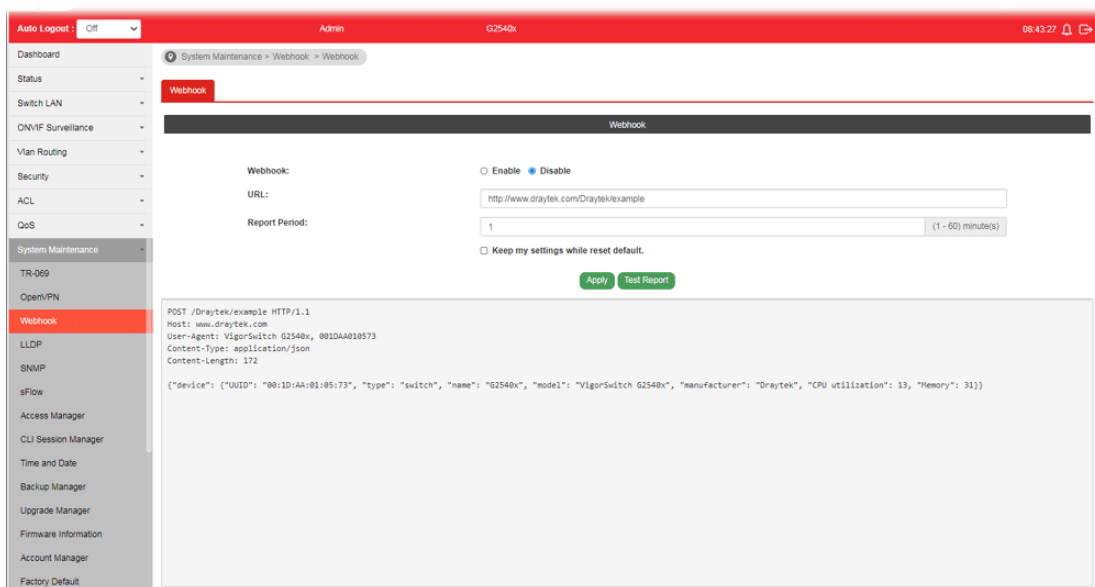 Auto Logout : Off Admin G2540x 08:43:27
Dashboard
Status
Switch LAN
ONVIF Surveillance
Vlan Routing
Security
ACL
QoS
System Maintenance
TR-069
OpenVPN
Webhook
LLDP
SNMP
sFlow
Access Manager
CLI Session Manager
Time and Date
Backup Manager
Upgrade Manager
Firmware Information
Account Manager
Factory Default
System Maintenance > Webhook > Webhook
Webhook
Webhook
Webhook: Enable Disable
URL: http://www.draytek.com/Draytek/example
Report Period: 1 (1 - 60) minute(s)
Keep my settings while reset default.
Apply Test Report
POST /Draytek/example HTTP/1.1
Host: www.draytek.com
User-Agent: VigorSwitch G2540x, 001DAA010573
Content-Type: application/json
Content-Length: 172
{"device": {"UUID": "00:1D:AA:01:05:73", "type": "switch", "name": "G2540x", "model": "VigorSwitch G2540x", "manufacturer": "Draytek", "CPU utilization": 13, "Memory": 31}}